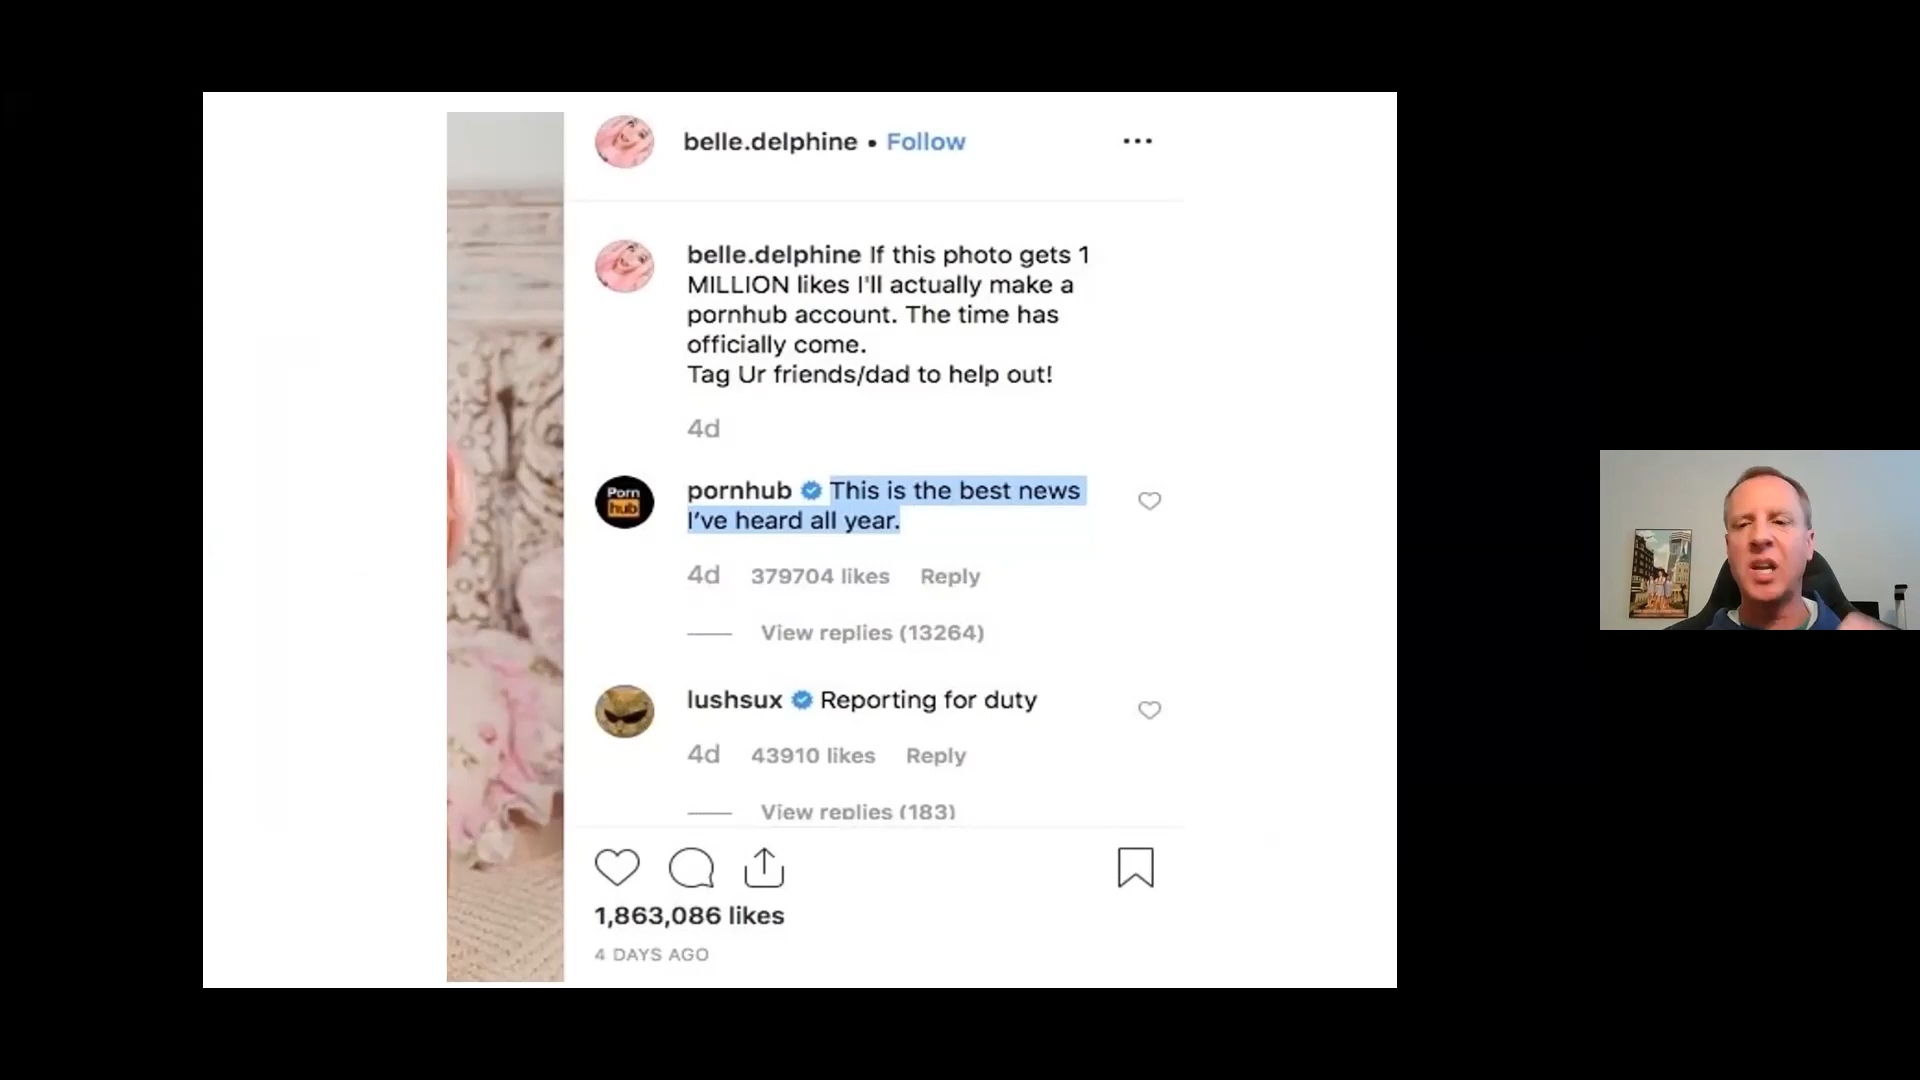 belle.delphine • Follow
belle.delphine If this photo gets 1
MILLION likes I'll actually make a
pornhub account. The time has
officially come.
Tag Ur friends/dad to help out!
4d
Porn
hub
pornhub This is the best news
I've heard all year.
4d 379704 likes Reply
View replies (13264)
lushsux Reporting for duty
4d 43910 likes Reply
View replies (183)
1,863,086 likes
4 DAYS AGO